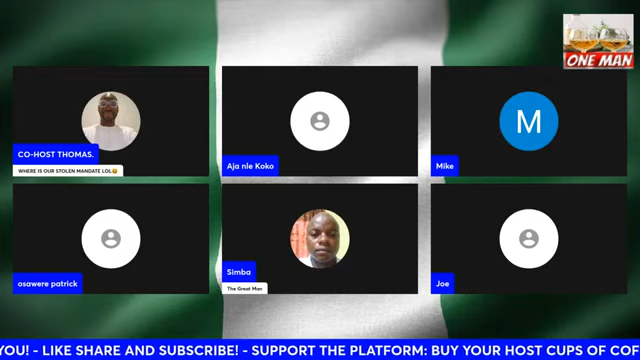 ONE MAN
CO-HOST THOMAS.
WHERE IS OUR STOLEN MANDATE LOL😂
Aja nie Koko
M
Mike
osawere patrick
Simba
The Great Man
Joe
YOU! - LIKE SHARE AND SUBSCRIBE! - SUPPORT THE PLATFORM: BUY YOUR HOST CUPS OF COF